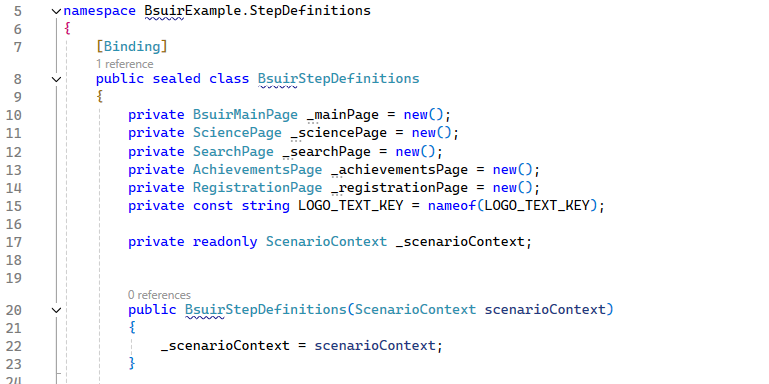 5 namespace BsuirExample.StepDefinitions
6 {
7 [Binding]
1 reference
8 public sealed class BsuirStepDefinitions
9 {
10 private BsuirMainPage _mainPage = new();
11 private SciencePage _sciencePage = new();
12 private SearchPage _searchPage = new();
13 private AchievementsPage _achievementsPage = new();
14 private RegistrationPage _registrationPage = new();
15 private const string LOGO_TEXT_KEY = nameof(LOGO_TEXT_KEY);
16
17 private readonly ScenarioContext _scenarioContext;
18
19
0 references
20 public BsuirStepDefinitions(ScenarioContext scenarioContext)
21 {
22 _scenarioContext = scenarioContext;
23 }
24